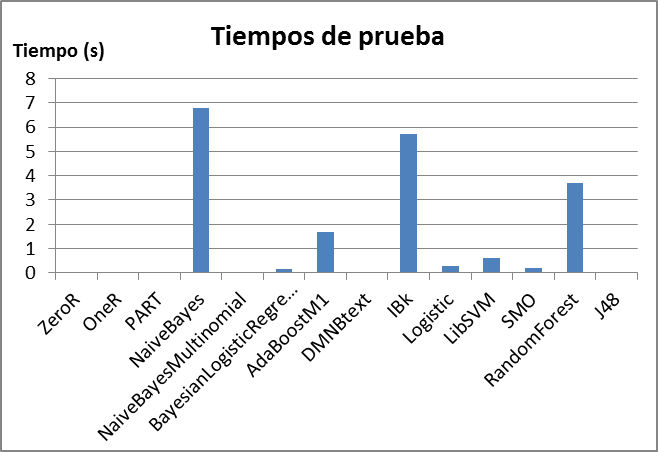 Tiempos de prueba
Tiempo (s)
8
7
6
5
4
3
2
1
0
ZeroR
OneR
PART
NaiveBayes
NaiveBayesMultinomial
BayesianLogisticRegre...
AdaBoostM1
DMNBtext
IBk
Logistic
LibSVM
SMO
RandomForest
J48